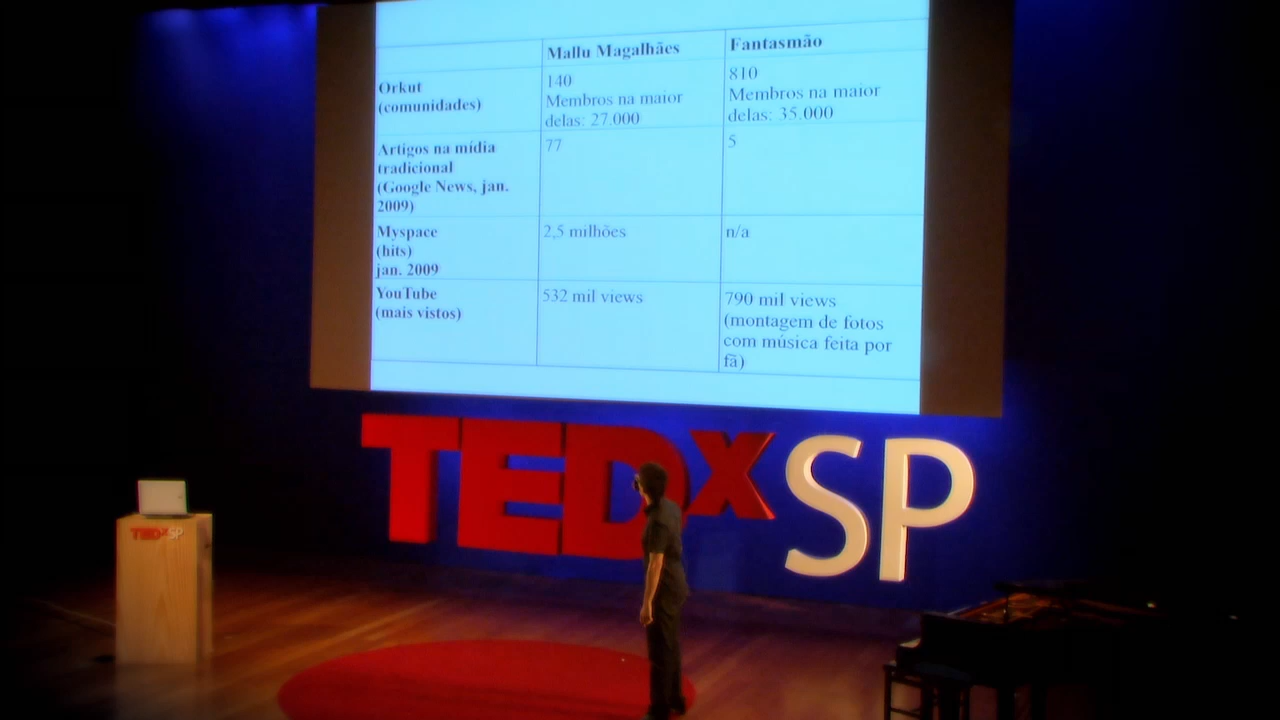 Mallu Magalhães
Fantasmão
Orkut
(comunidades)
140
Membros na maior
delas: 27.000
810
Membros na maior
delas: 35.000
Artigos na mídia
tradicional
(Google News, jan.
2009)
77
5
Myspace
(hits)
jan. 2009
2,5 milhões
n/a
YouTube
(mais vistos)
532 mil views
790 mil views
(montagem de fotos
com música feita por
fã)
TEDxSP
TEDxSP